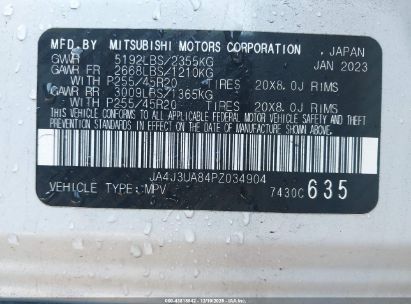 MFD. BY MITSUBISHI MOTORS CORPORATION, JAPAN
GVWR 5192LBS/2355KG JAN 2023
GAWR FR 2668LBS/1210KG
WITH P255/45R20 TIRES 20X8.0J RIMS
GAWR RR 3009LBS/1365KG
WITH P255/45R20 TIRES 20X8.0J RIMS
THIS VEHICLE CONFORMS TO ALL APPLICABLE U.S. FEDERAL MOTOR VEHICLE SAFETY AND THEFT PREVENTION STANDARDS IN EFFECT ON THE DATE OF MANUFACTURE SHOWN ABOVE.
JA4J3UA84PZ034904
VEHICLE TYPE:MPV 7430C 635